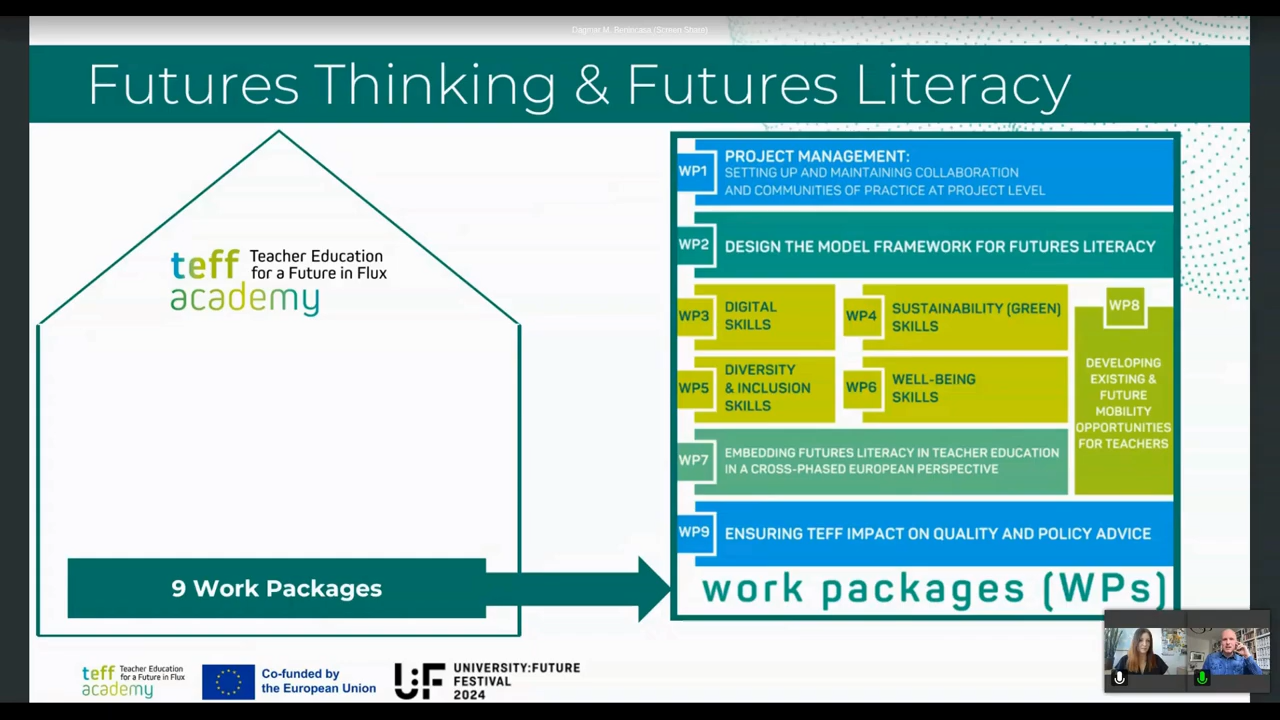 Dagmar M. (Screen Share)
Futures Thinking & Futures Literacy
teff Teacher Education
for a Future in Flux
academy
9 Work Packages
WP1 PROJECT MANAGEMENT:
SETTING UP AND MAINTAINING COLLABORATION
AND COMMUNITIES OF PRACTICE AT PROJECT LEVEL
WP2 DESIGN THE MODEL FRAMEWORK FOR FUTURES LITERACY
WP3 DIGITAL
SKILLS
WP4 SUSTAINABILITY (GREEN)
SKILLS
WP5 DIVERSITY
& INCLUSION
SKILLS
WP6 WELL-BEING
SKILLS
WP8
DEVELOPING
EXISTING &
FUTURE
MOBILITY
OPPORTUNITIES
FOR TEACHERS
WP7 EMBEDDING FUTURES LITERACY IN TEACHER EDUCATION
IN A CROSS-PHASED EUROPEAN PERSPECTIVE
WP9 ENSURING TEFF IMPACT ON QUALITY AND POLICY ADVICE
work packages (WPs)
teff Teacher Education
for a Future in Flux
academy
Co-funded by
the European Union
U:F UNIVERSITY:FUTURE
FESTIVAL
2024